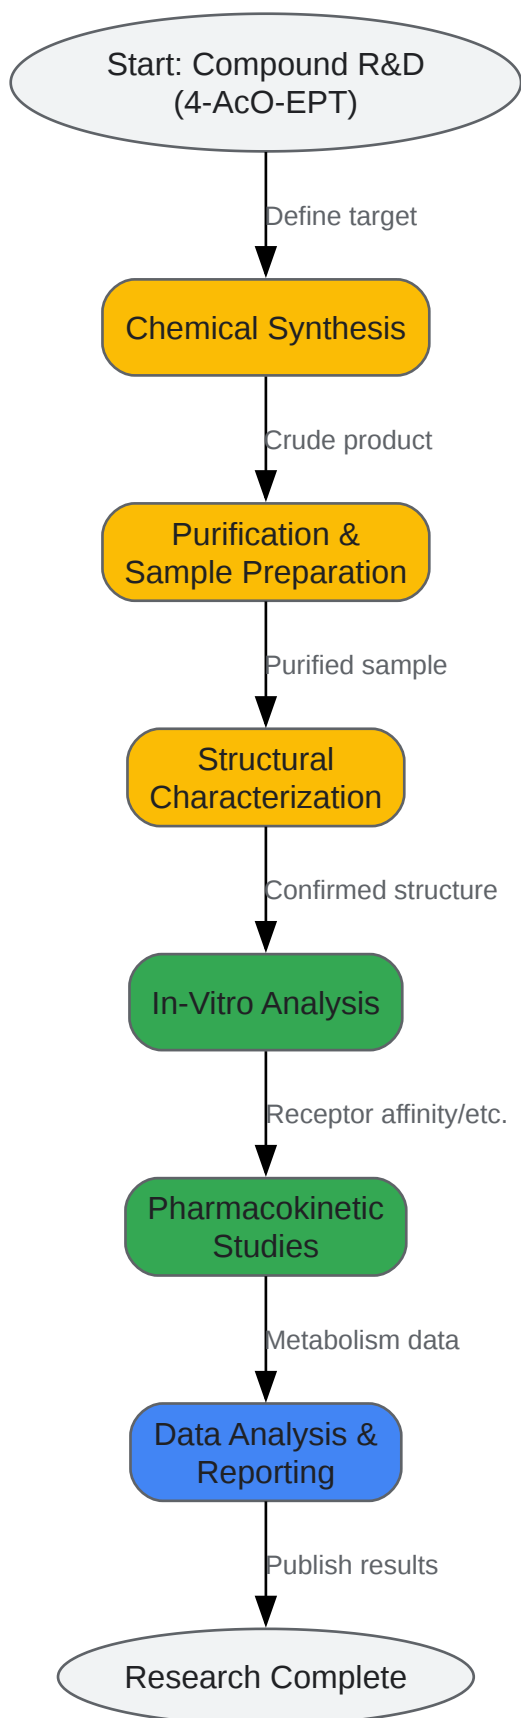 Start: Compound R&D
(4-AcO-EPT)
Define target
Chemical Synthesis
Crude product
Purification &
Sample Preparation
Purified sample
Structural
Characterization
Confirmed structure
In-Vitro Analysis
Receptor affinity/etc.
Pharmacokinetic
Studies
Metabolism data
Data Analysis &
Reporting
Publish results
Research Complete